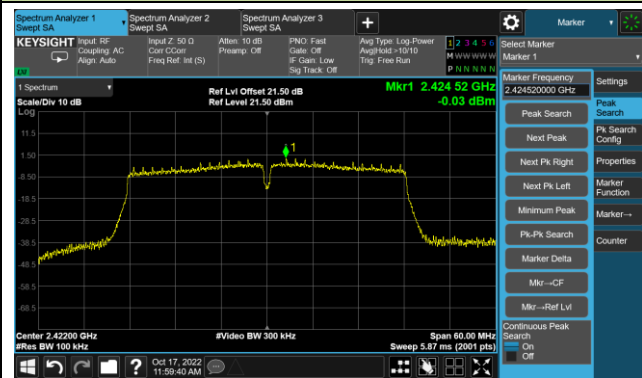 Spectrum Analyzer 1
Swept SA
Spectrum Analyzer 2
Swept SA
Spectrum Analyzer 3
Swept SA
Marker
KEYSIGHT
Input: RF
Coupling: AC
Align: Auto
Input Z: 50 Ω
Corr CCorr
Freq Ref: Int (S)
Atten: 10 dB
Preamp: Off
PNO: Fast
Gate: Off
IF Gain: Low
Sig Track: Off
Avg Type: Log-Power
Avg|Hold >10/10
Trig: Free Run
1 2 3 4 5 6
M W W W W W
P N N N N N
Select Marker
Marker 1
1 Spectrum
Scale/Div 10 dB
Log
Ref Lvl Offset 21.50 dB
Ref Level 21.50 dBm
Mkr1 2.424 52 GHz
-0.03 dBm
11.5
1.50
-8.50
-18.5
-28.5
-38.5
-48.5
-58.5
-68.5
1
Center 2.42200 GHz
#Res BW 100 kHz
#Video BW 300 kHz
Span 60.00 MHz
Sweep 5.87 ms (2001 pts)
Marker Frequency
2.424520000 GHz
Peak Search
Next Peak
Next Pk Right
Next Pk Left
Minimum Peak
Pk-Pk Search
Marker Delta
Mkr→CF
Mkr→Ref Lvl
Continuous Peak
Search
On
Off
Settings
Peak
Search
Pk Search
Config
Properties
Marker
Function
Marker→
Counter
Oct 17, 2022
11:59:40 AM